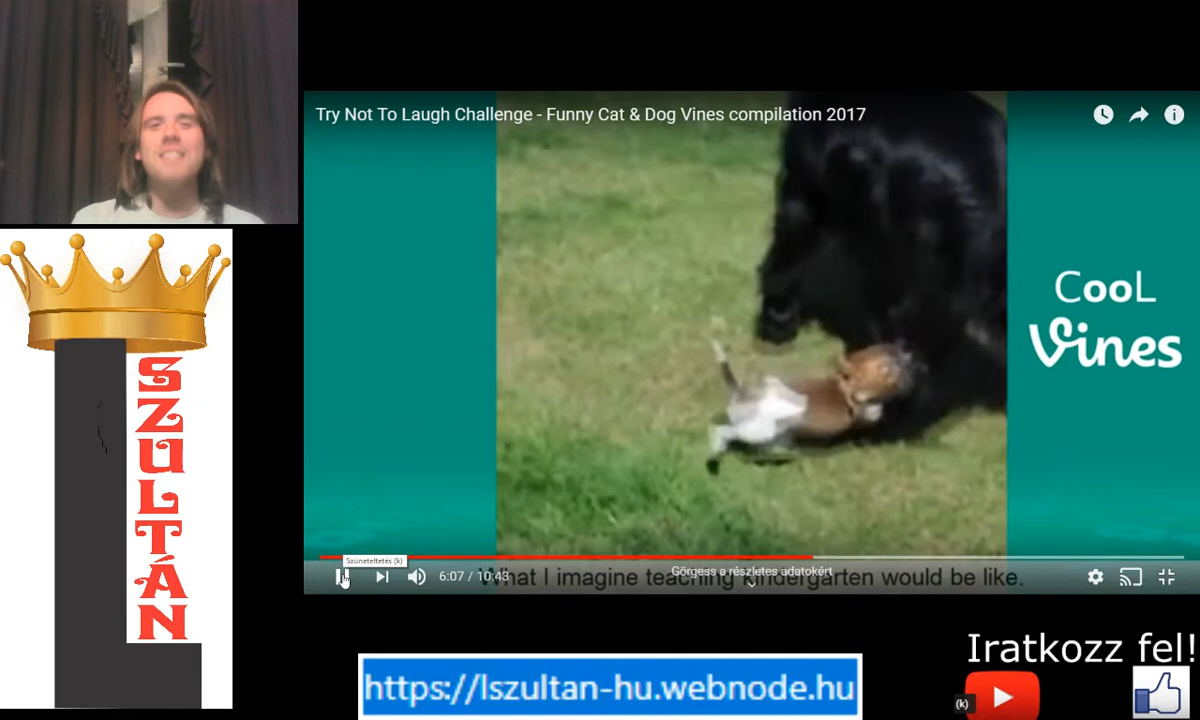 Try Not To Laugh Challenge - Funny Cat & Dog Vines compilation 2017
CooL
Vines
SZULTÁN
Szüneteltetés (k)
6:07 / 10:43
Görgess a részletes adatokért
What I imagine teaching kindergarten would be like.
Iratkozz fel!
https://lszultan-hu.webnode.hu
(k)